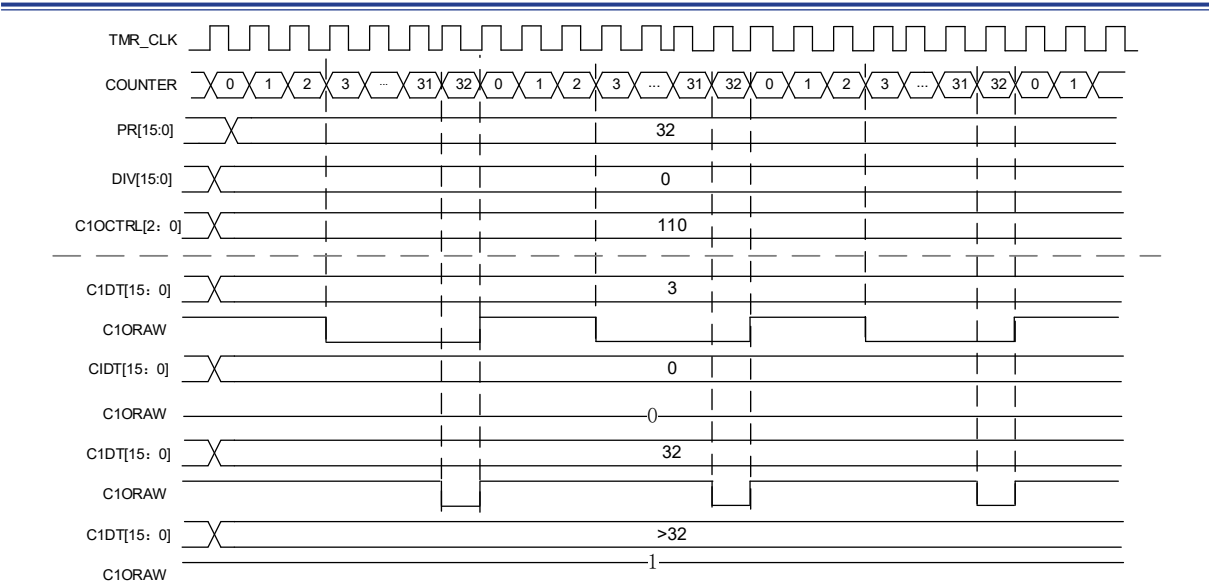 TMR_CLK
COUNTER 0 1 2 3 ... 31 32 0 1 2 3 ... 31 32 0 1 2 3 ... 31 32 0 1
PR[15:0] 32
DIV[15:0] 0
C1OCTRL[2：0] 110
C1DT[15：0] 3
C1ORAW
CIDT[15：0] 0
C1ORAW 0
C1DT[15：0] 32
C1ORAW
C1DT[15：0] >32
C1ORAW 1